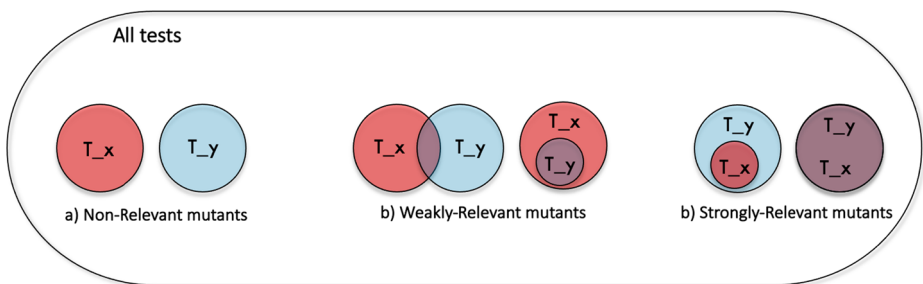 All tests
T_x
T_y
T_x
T_y
T_x
T_y
T_y
T_x
T_y
T_x
a) Non-Relevant mutants
b) Weakly-Relevant mutants
b) Strongly-Relevant mutants